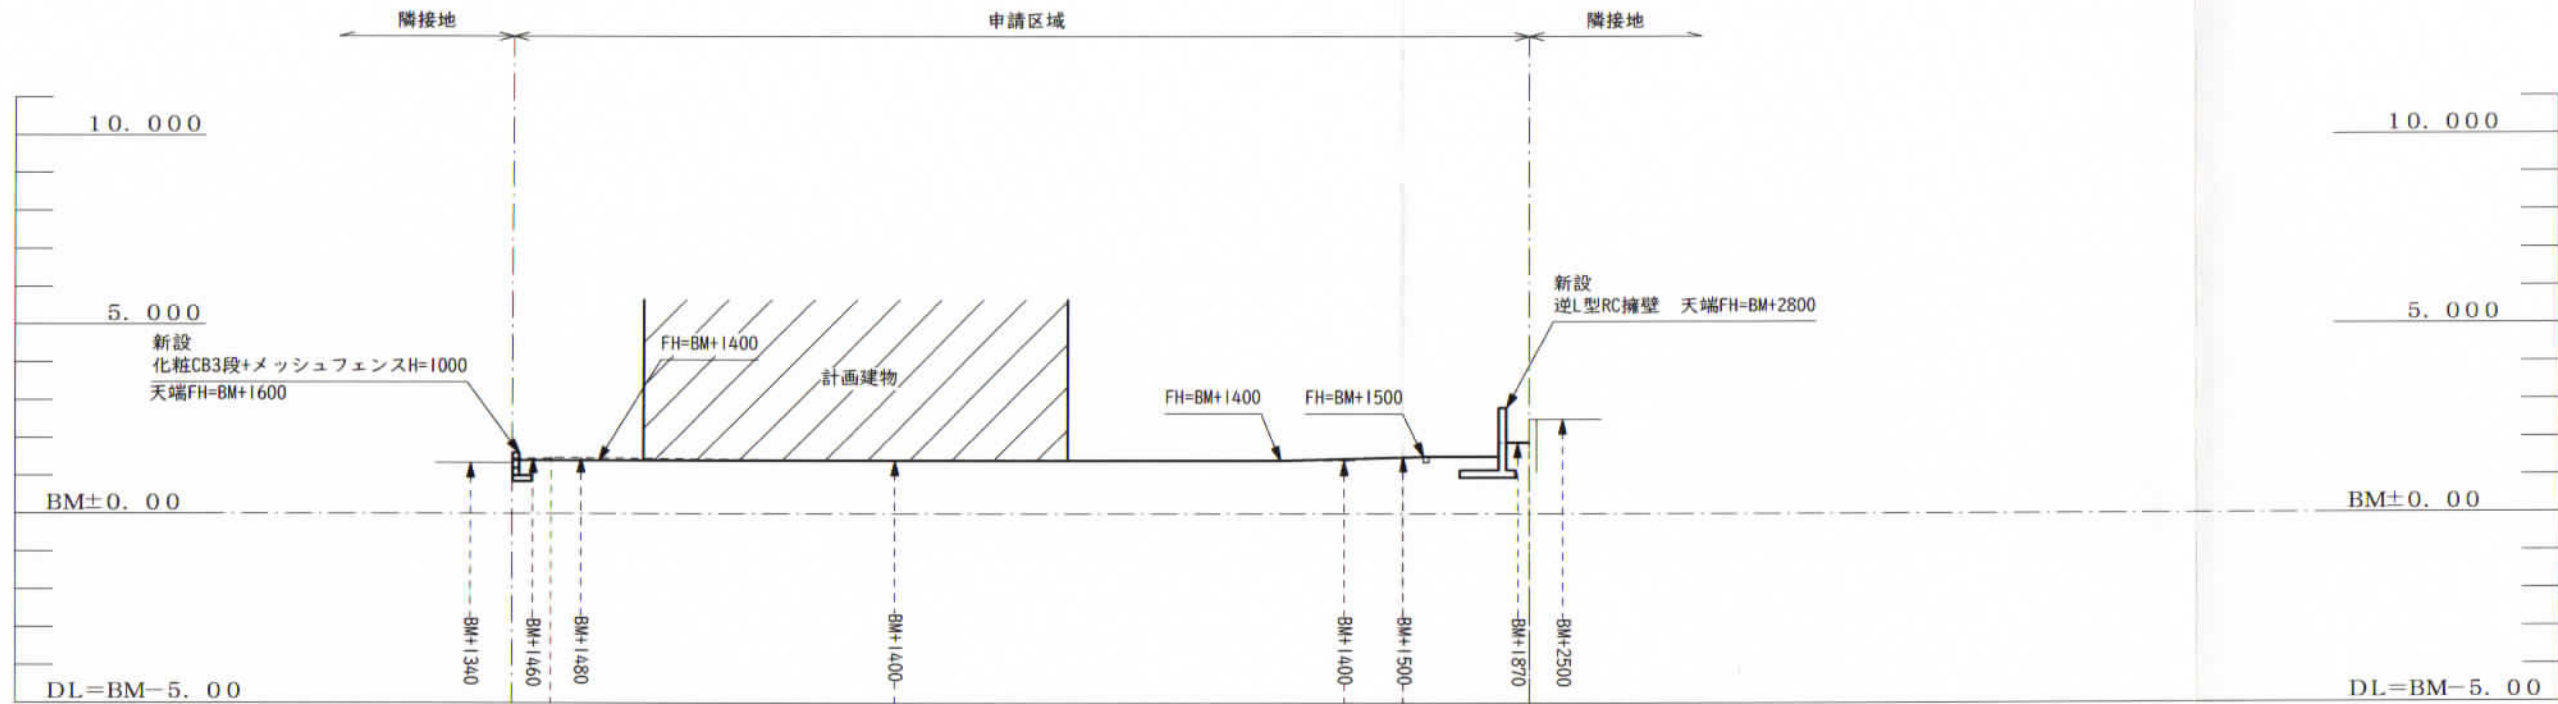 隣接地
申請区域
隣接地
10. 000
10. 000
5. 000
5. 000
新設
化粧CB3段+メッシュフェンスH=1000
天端FH=BM+1600
FH=BM+1400
計画建物
FH=BM+1400
FH=BM+1500
新設
逆L型RC擁壁 天端FH=BM+2800
BM±0. 00
BM±0. 00
BM+1340
BM+1460
BM+1480
BM+1400
BM+1400
BM+1500
BM+1870
BM+2500
DL=BM−5. 00
DL=BM−5. 00